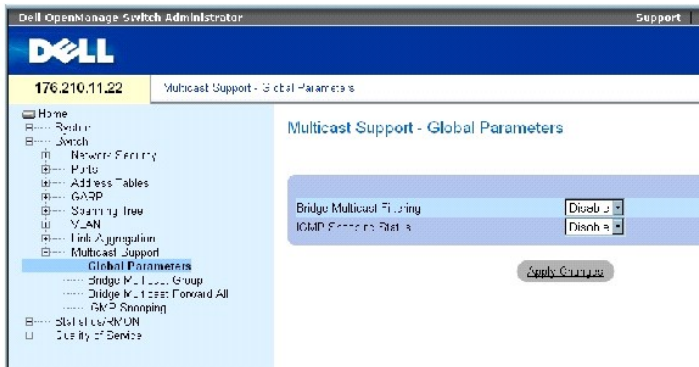 Dell OpenManage Switch Administrator
Support
DELL
176.210.11.22
Multicast Support - Global Parameters
Home
System
Switch
Network Security
Ports
Address Tables
GARP
Spanning Tree
VLAN
Link Aggregation
Multicast Support
Global Parameters
Bridge Multicast Group
Bridge Multicast Forward All
IGMP Snooping
Statistics/RMON
Quality of Service
Multicast Support - Global Parameters
Bridge Multicast Filtering
Disable
IGMP Snooping Status
Disable
Apply Changes